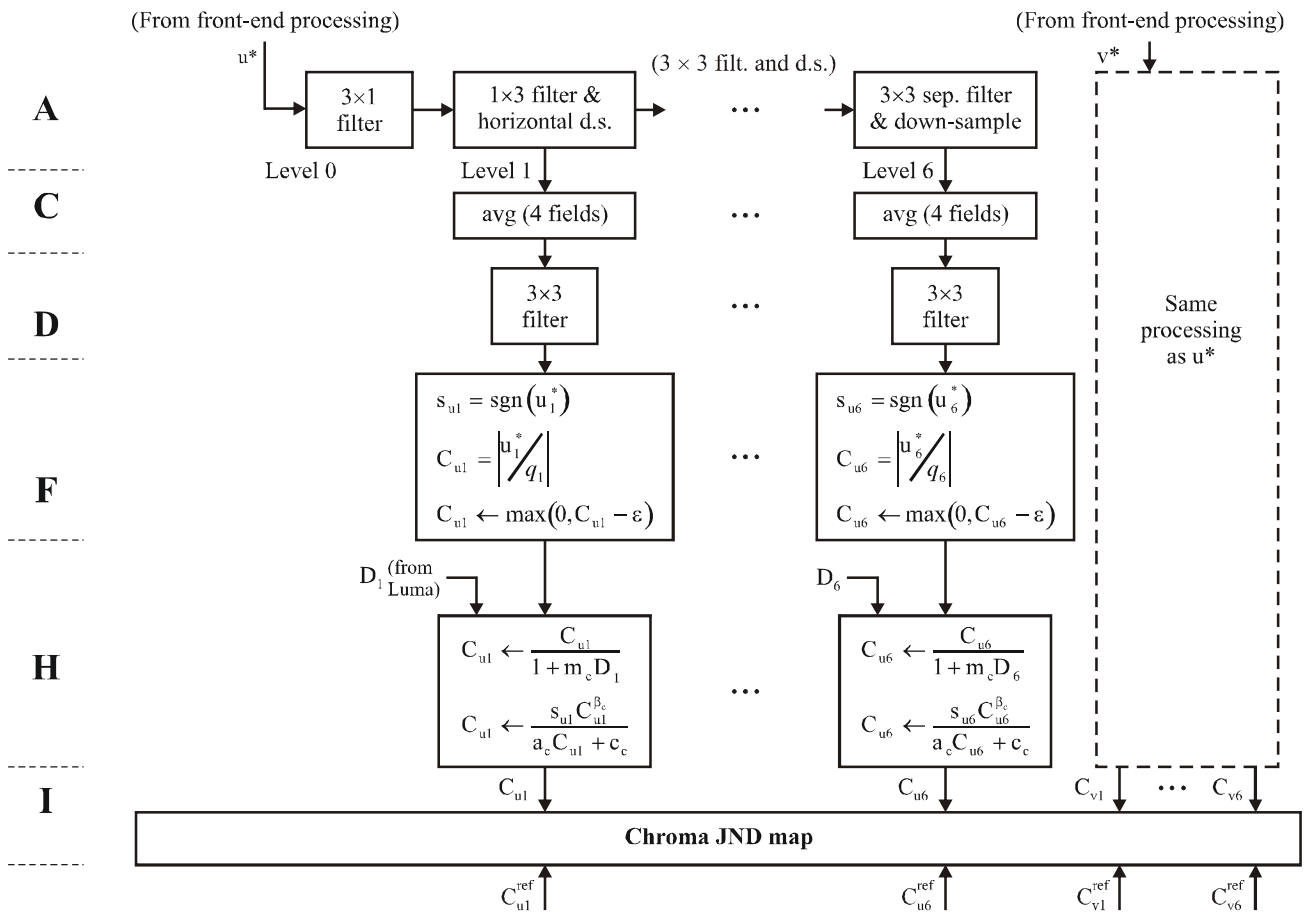 (From front-end processing)
(From front-end processing)
u*
(3 × 3 filt. and d.s.)
v*
A
3×1
filter
1×3 filter &
horizontal d.s.
•••
3×3 sep. filter
& down-sample
Level 0
Level 1
Level 6
C
avg (4 fields)
•••
avg (4 fields)
D
3×3
filter
•••
3×3
filter
Same
processing
as u*
F
s_u1 = sgn(u_1^*)
C_u1 = |u_1^*/q_1|
C_u1 ← max(0, C_u1 − ε)
•••
s_u6 = sgn(u_6^*)
C_u6 = |u_6^*/q_6|
C_u6 ← max(0, C_u6 − ε)
H
D_1 (from
Luma)
D_6
C_u1 ← C_u1 / (1 + m_c D_1)
C_u1 ← s_u1 C_u1^β_c / (a_c C_u1 + c_c)
•••
C_u6 ← C_u6 / (1 + m_c D_6)
C_u6 ← s_u6 C_u6^β_c / (a_c C_u6 + c_c)
I
C_u1
C_u6
C_v1
•••
C_v6
Chroma JND map
C_u1^ref
C_u6^ref
C_v1^ref
C_v6^ref